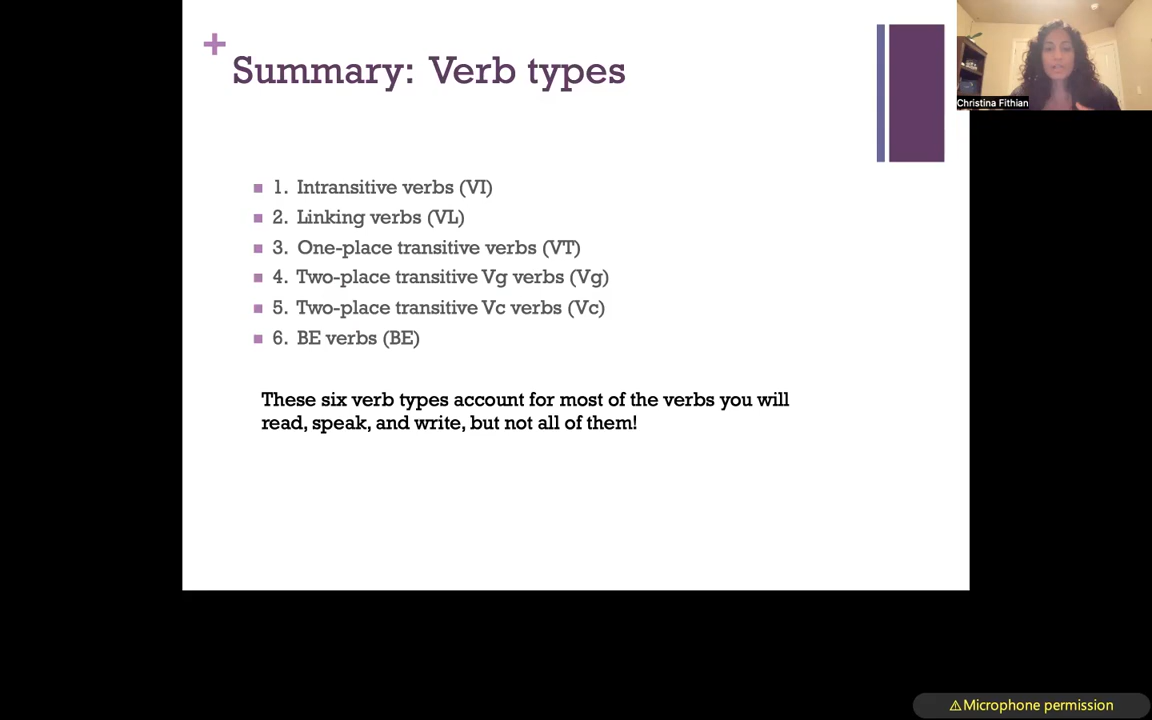 +
Summary: Verb types
1. Intransitive verbs (VI)
2. Linking verbs (VL)
3. One-place transitive verbs (VT)
4. Two-place transitive Vg verbs (Vg)
5. Two-place transitive Vc verbs (Vc)
6. BE verbs (BE)
These six verb types account for most of the verbs you will
read, speak, and write, but not all of them!
Christina Fithian
⚠Microphone permission